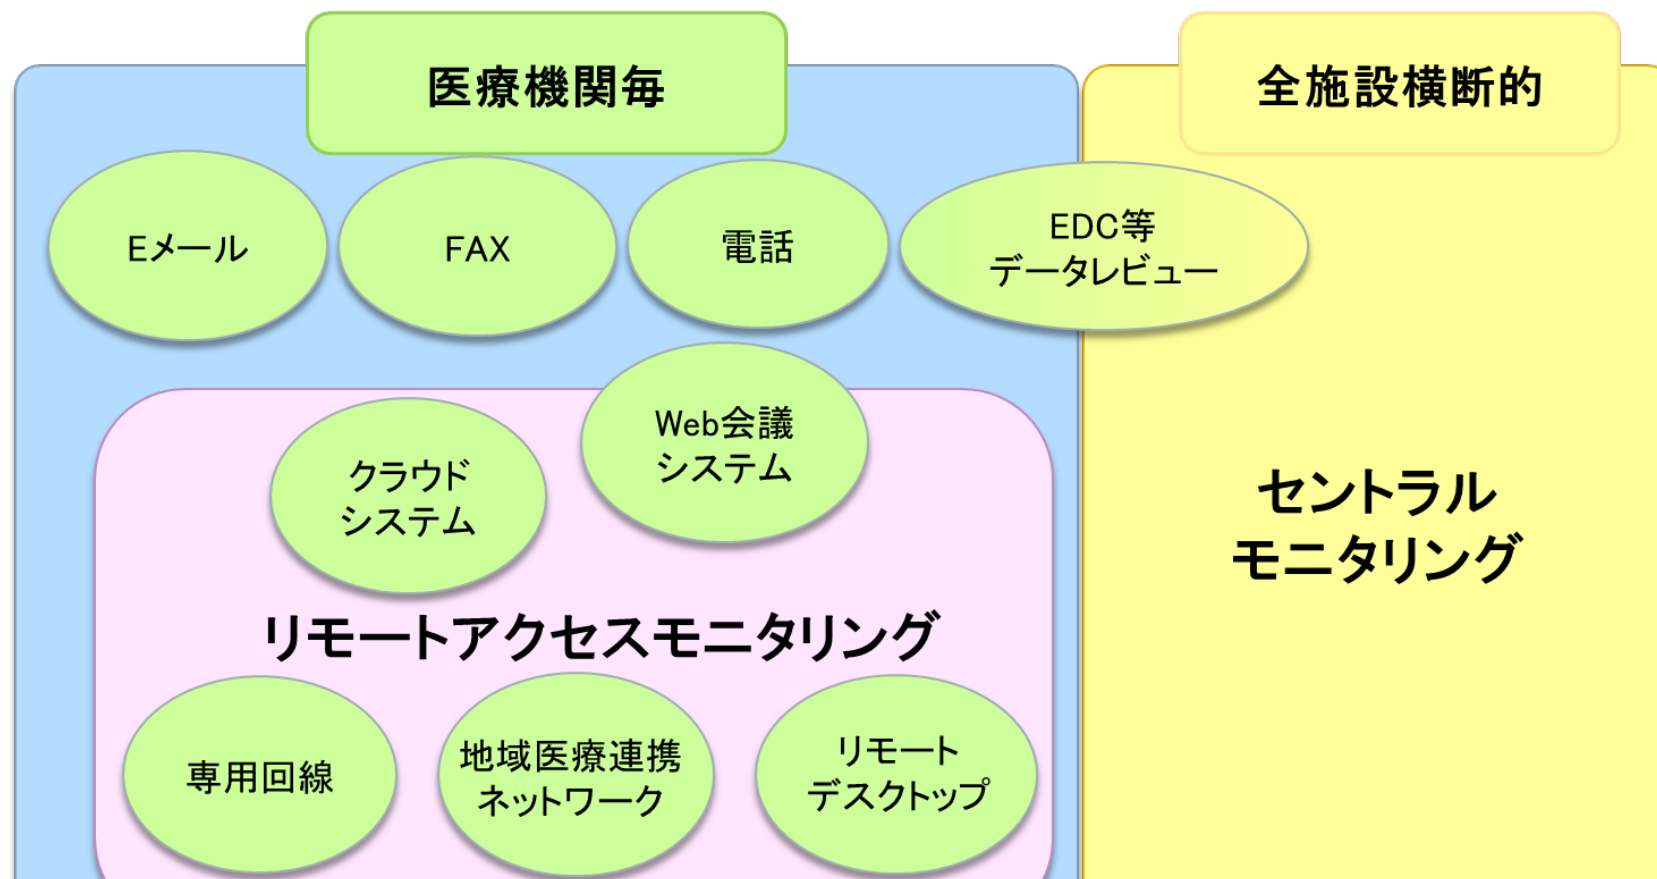 医療機関毎
全施設横断的
Eメール
FAX
電話
EDC等
データレビュー
Web会議
システム
クラウド
システム
セントラル
モニタリング
リモートアクセスモニタリング
専用回線
地域医療連携
ネットワーク
リモート
デスクトップ